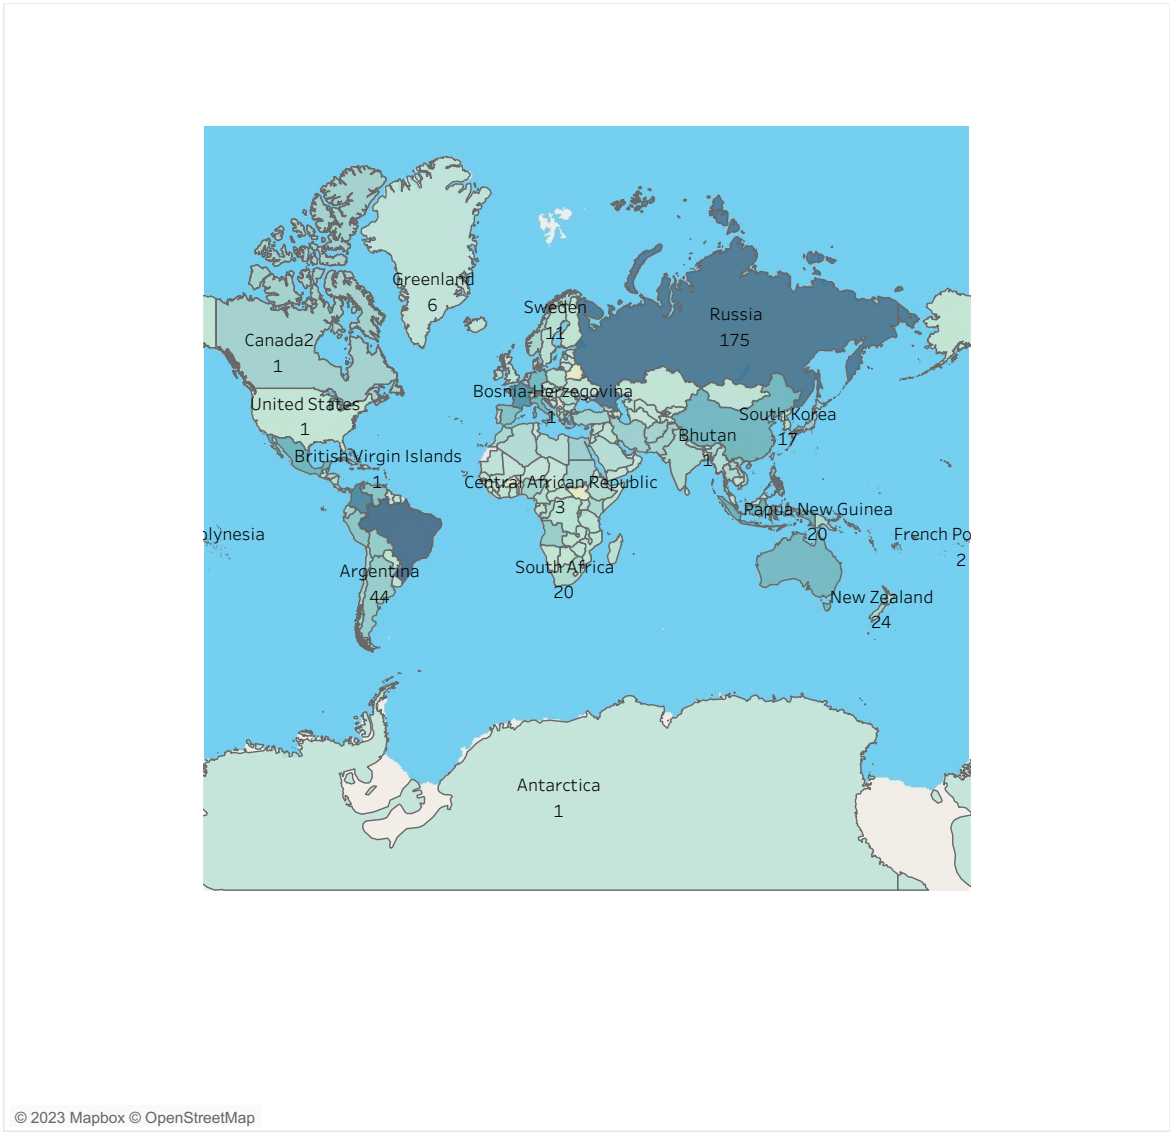 Greenland
6
Sweden
11
Russia
175
Canada2
1
Bosnia-Herzegovina
1
United States
1
South Korea
17
Bhutan
1
British Virgin Islands
1
Central African Republic
3
Papua New Guinea
20
olynesia
French Po
2
South Africa
20
Argentina
44
New Zealand
24
Antarctica
1
© 2023 Mapbox © OpenStreetMap